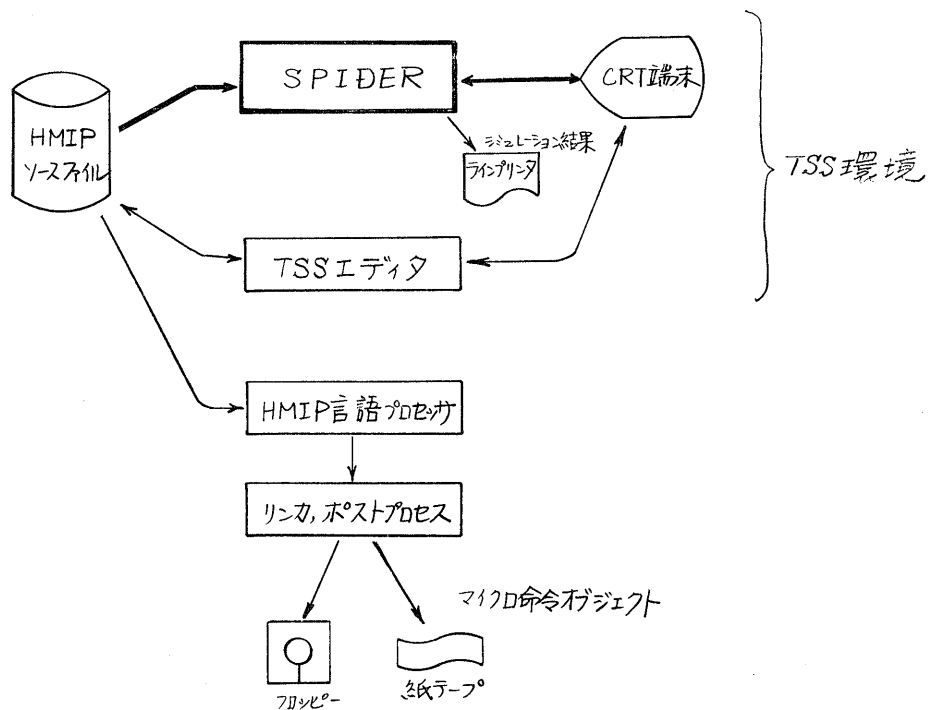 SPIDER
CRT端末
HMIP
ソースファイル
シミュレーション結果
ラインプリンタ
TSS環境
TSSエディタ
HMIP言語プロセッサ
リンカ,ポストプロセス
マイクロ命令オブジェクト
フロッピー
紙テープ